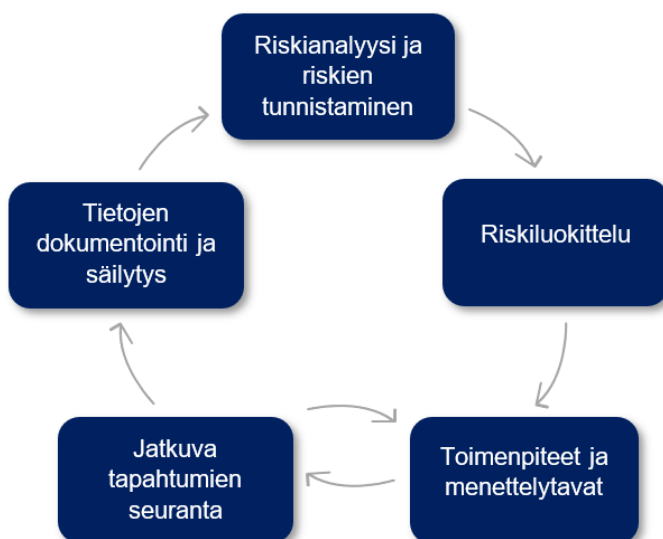 Riskianalyysi ja
riskien
tunnistaminen
Riskiluokittelu
Toimenpiteet ja
menettelytavat
Jatkuva
tapahtumien
seuranta
Tietojen
dokumentointi ja
säilytys